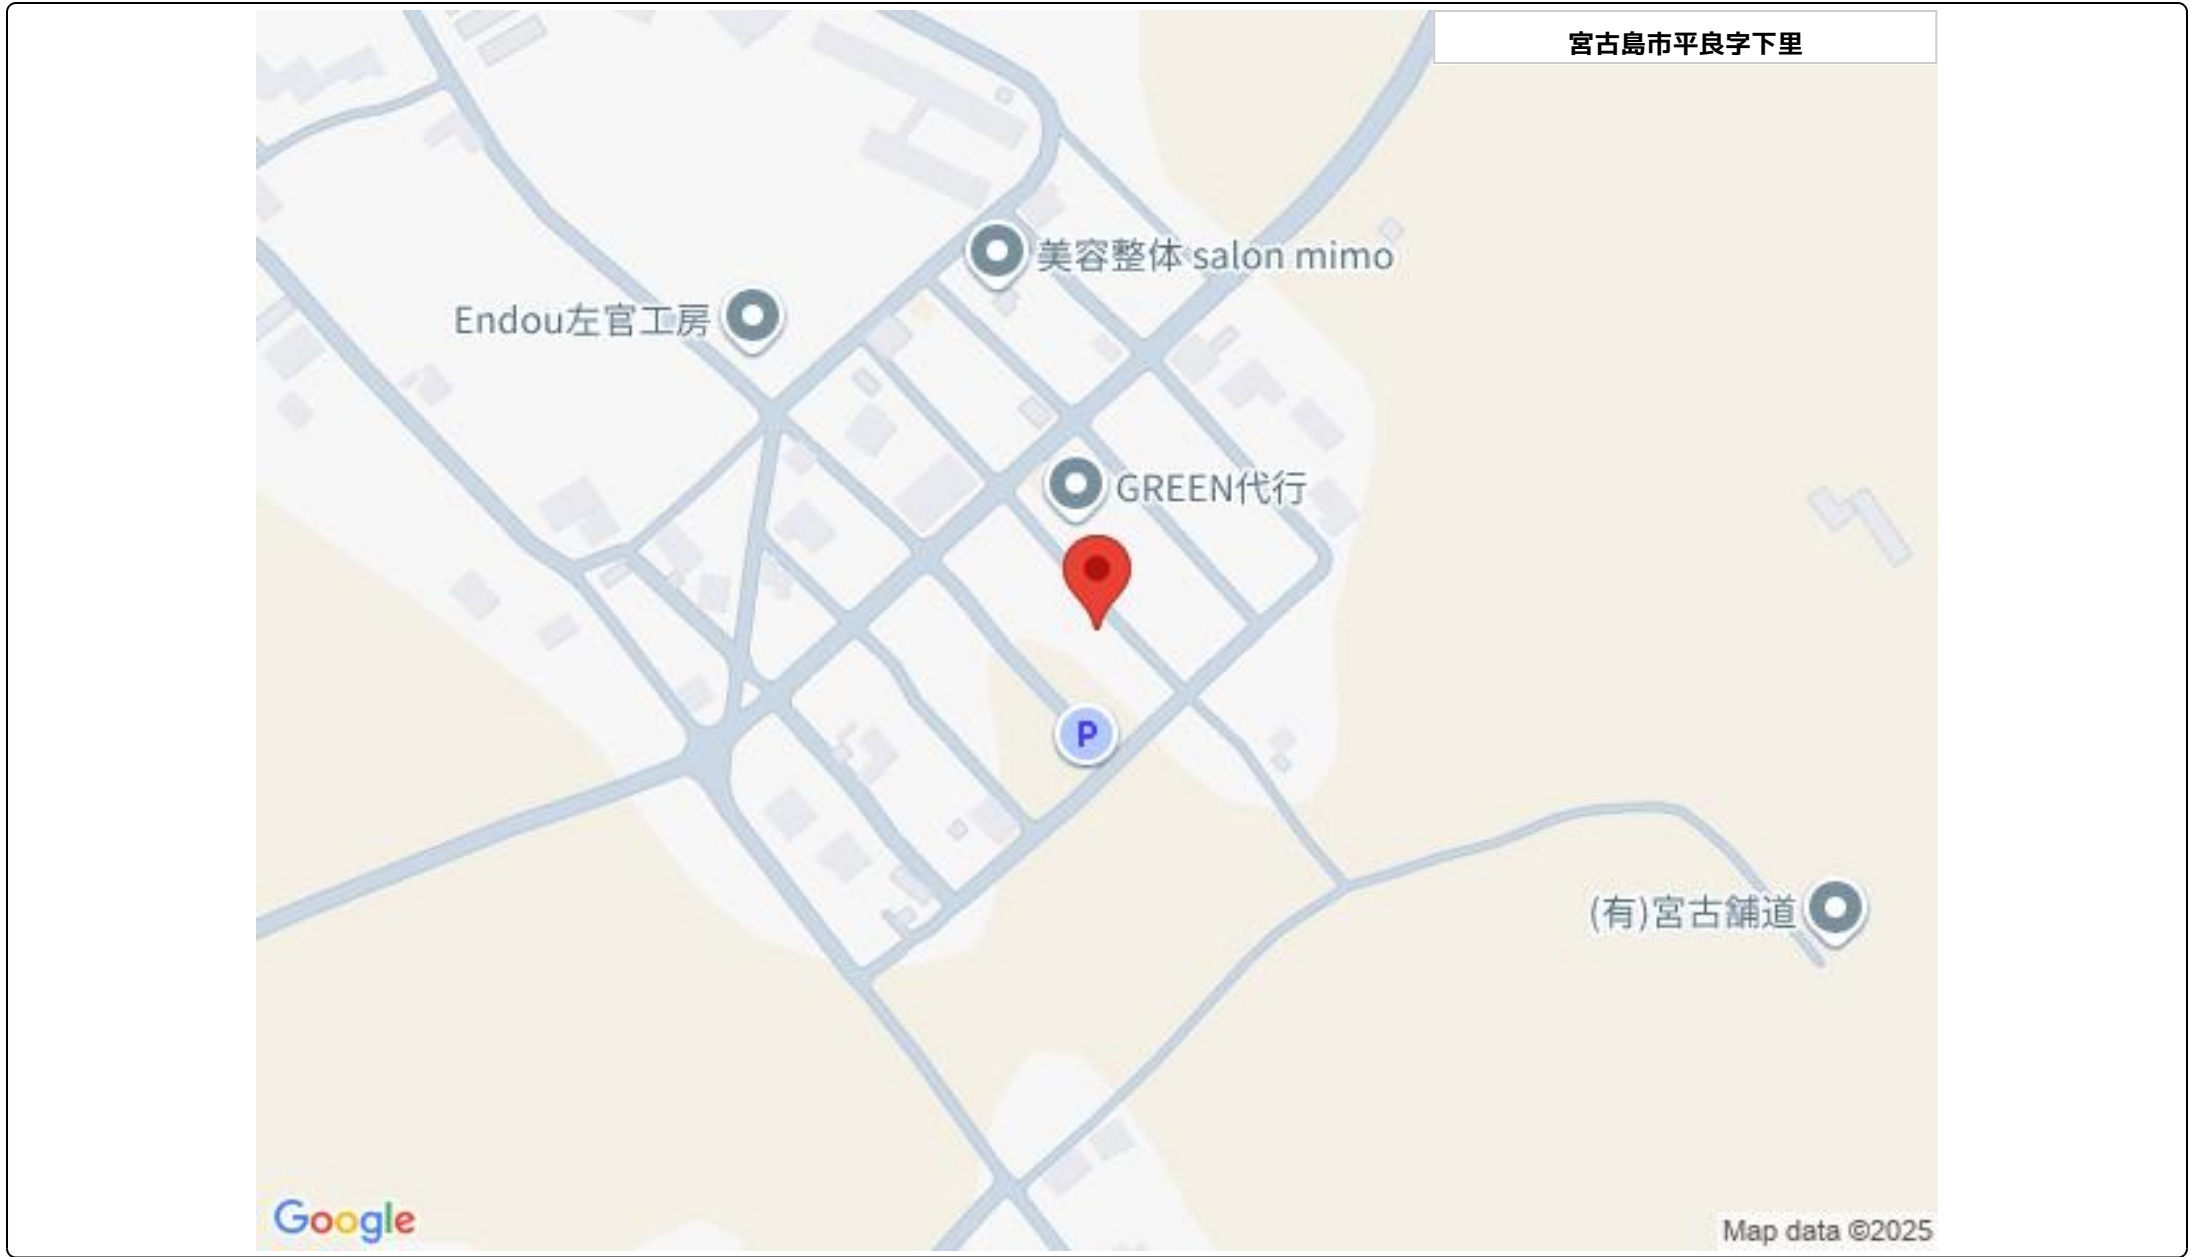 宮古島市平良字下里
美容整体 salon mimo
Endou左官工房
GREEN代行
P
(有)宮古舗道
Google
Map data ©2025